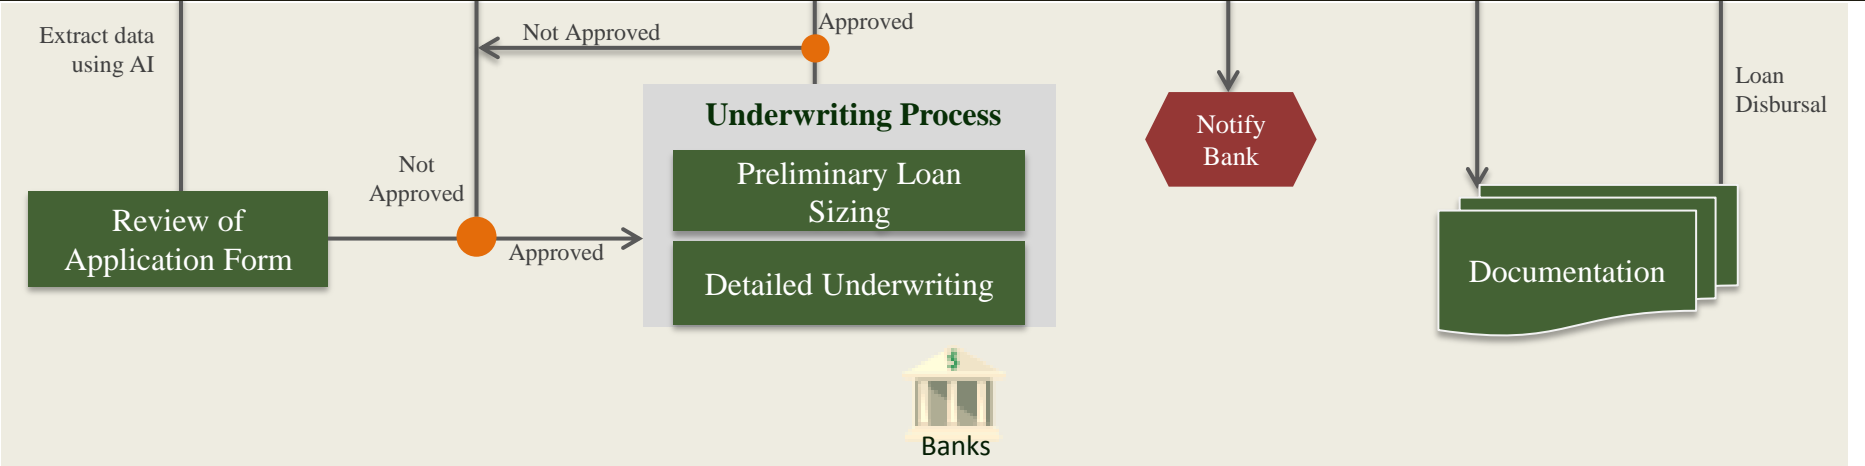 Extract data
using AI
Not Approved
Approved
Underwriting Process
Preliminary Loan
Sizing
Detailed Underwriting
Not
Approved
Approved
Review of
Application Form
Notify
Bank
Loan
Disbursal
Documentation
$
Banks